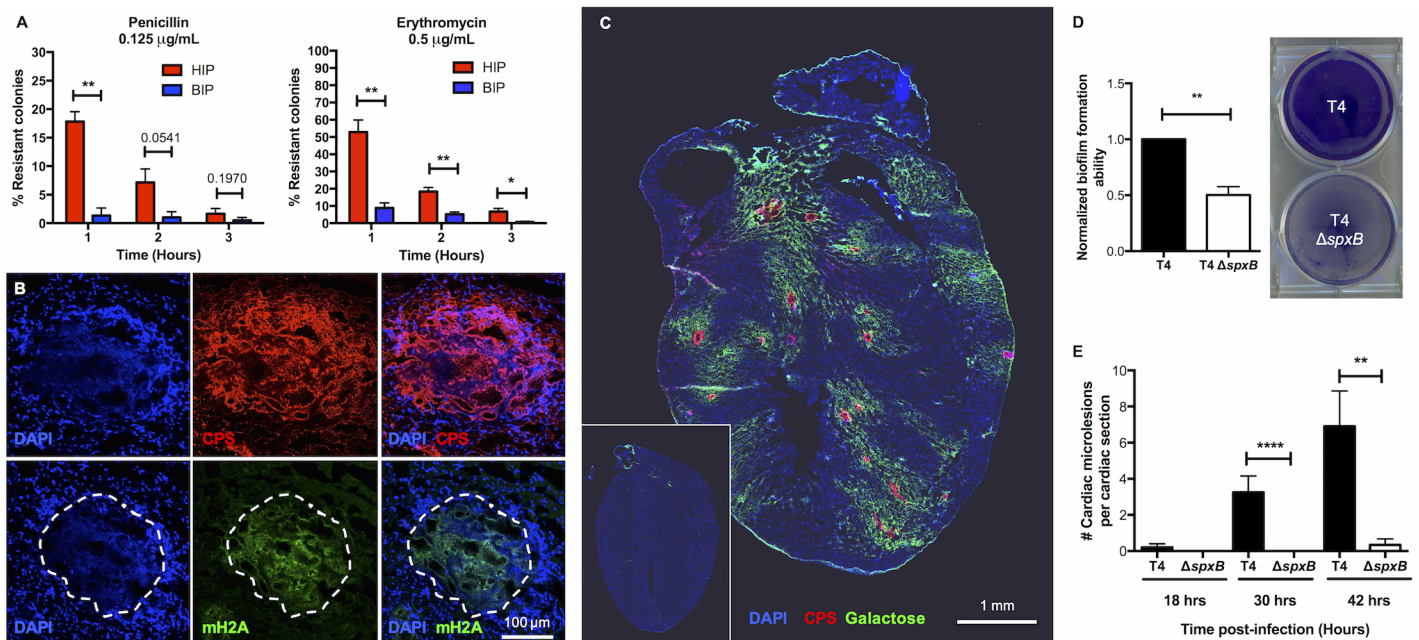 A
Penicillin
0.125 µg/mL
% Resistant colonies
30
25
20
15
10
5
0
HIP
BIP
**
0.0541
0.1970
1 2 3
Time (Hours)
Erythromycin
0.5 µg/mL
% Resistant colonies
100
90
80
70
60
50
40
30
20
10
0
HIP
BIP
**
**
*
1 2 3
Time (Hours)
B
DAPI
CPS
DAPI CPS
DAPI
mH2A
DAPI mH2A
100 µm
C
DAPI CPS Galactose
1 mm
D
Normalized biofilm formation
ability
1.5
1.0
0.5
0.0
**
T4 T4 ΔspxB
T4
T4
ΔspxB
E
# Cardiac microlesions
per cardiac section
10
8
6
4
2
0
****
**
T4 ΔspxB T4 ΔspxB T4 ΔspxB
18 hrs 30 hrs 42 hrs
Time post-infection (Hours)